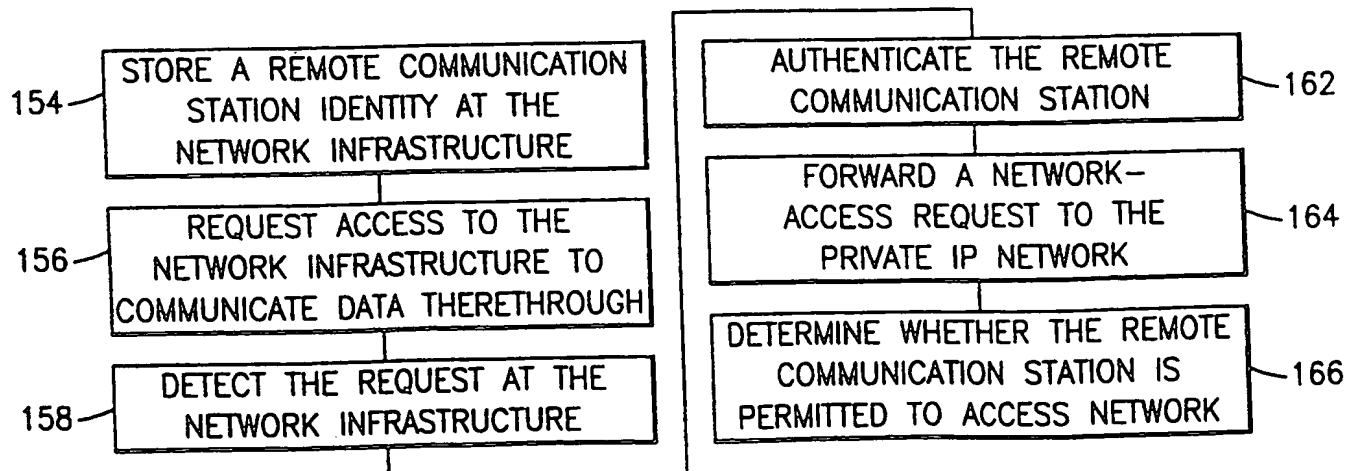 154
STORE A REMOTE COMMUNICATION
STATION IDENTITY AT THE
NETWORK INFRASTRUCTURE
156
REQUEST ACCESS TO THE
NETWORK INFRASTRUCTURE TO
COMMUNICATE DATA THERETHROUGH
158
DETECT THE REQUEST AT THE
NETWORK INFRASTRUCTURE
AUTHENTICATE THE REMOTE
COMMUNICATION STATION
162
FORWARD A NETWORK-
ACCESS REQUEST TO THE
PRIVATE IP NETWORK
164
DETERMINE WHETHER THE REMOTE
COMMUNICATION STATION IS
PERMITTED TO ACCESS NETWORK
166